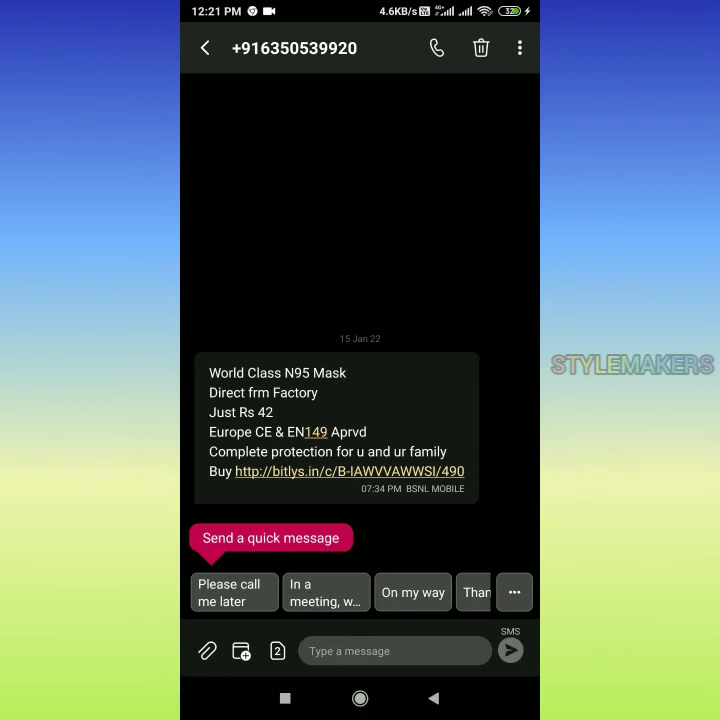 12:21 PM
4.6KB/s 4G+ 32
+916350539920
15 Jan 22
World Class N95 Mask
Direct frm Factory
Just Rs 42
Europe CE & EN149 Aprvd
Complete protection for u and ur family
Buy http://bitlys.in/c/B-IAWVVAWWSI/490
07:34 PM BSNL MOBILE
STYLEMAKERS
Send a quick message
Please call
me later
In a
meeting, w...
On my way
Than
...
2
Type a message
SMS